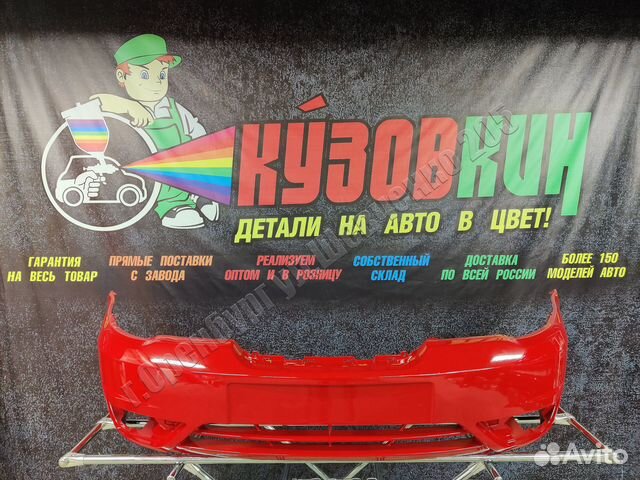 КУЗОВКИН
ДЕТАЛИ НА АВТО В ЦВЕТ!
ГАРАНТИЯ
НА ВЕСЬ ТОВАР
ПРЯМЫЕ ПОСТАВКИ
С ЗАВОДА
РЕАЛИЗУЕМ
ОПТОМ И В РОЗНИЦУ
СОБСТВЕННЫЙ
СКЛАД
ДОСТАВКА
ПО ВСЕЙ РОССИИ
БОЛЕЕ 150
МОДЕЛЕЙ АВТО
г. Оренбург
Avito